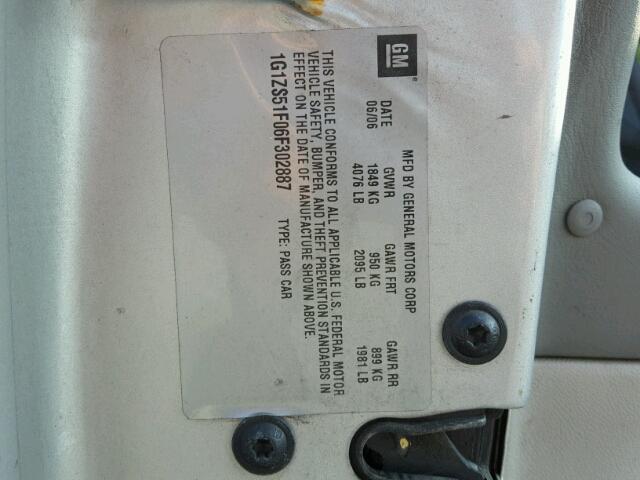 GM
MFD BY GENERAL MOTORS CORP
DATE GVWR GAWR FRT GAWR RR
06/06 1849 KG 950 KG 899 KG
4076 LB 2095 LB 1981 LB
THIS VEHICLE CONFORMS TO ALL APPLICABLE U.S. FEDERAL MOTOR
VEHICLE SAFETY, BUMPER, AND THEFT PREVENTION STANDARDS IN
EFFECT ON THE DATE OF MANUFACTURE SHOWN ABOVE.
1G1ZS51F06F302887 TYPE: PASS CAR